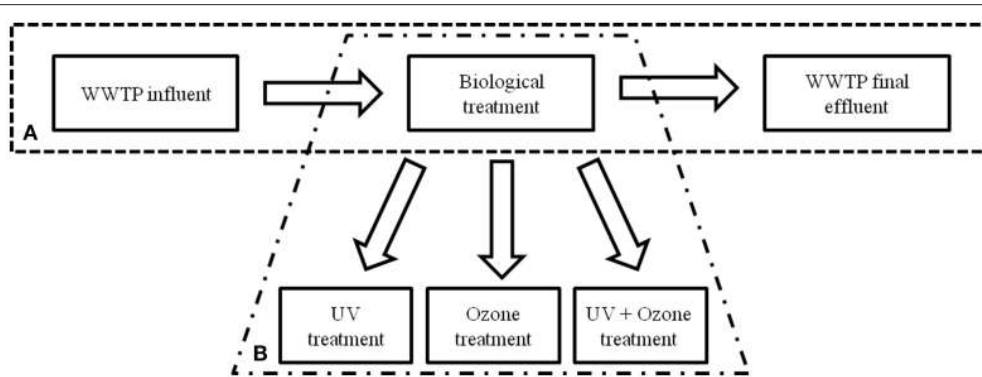 WWTP influent
Biological
treatment
WWTP final
effluent
A
UV
treatment
Ozone
treatment
UV + Ozone
treatment
B